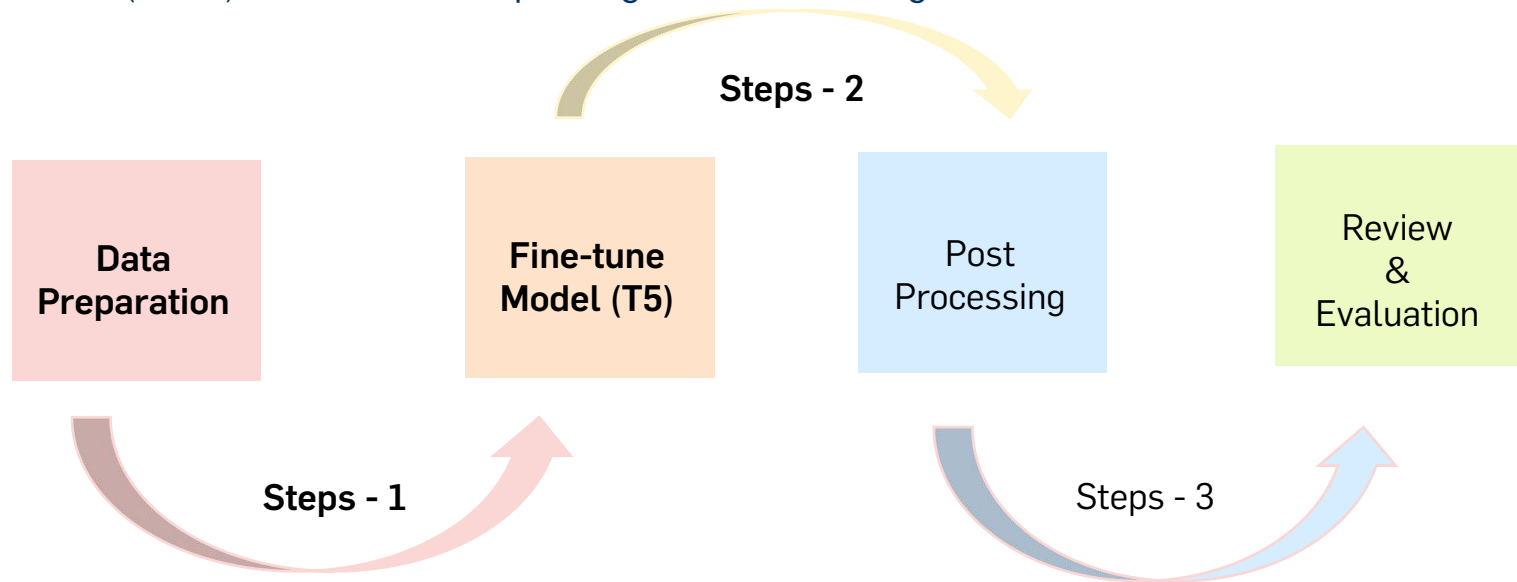 Steps - 2
Data
Preparation
Fine-tune
Model (T5)
Post
Processing
Review
&
Evaluation
Steps - 1
Steps - 3